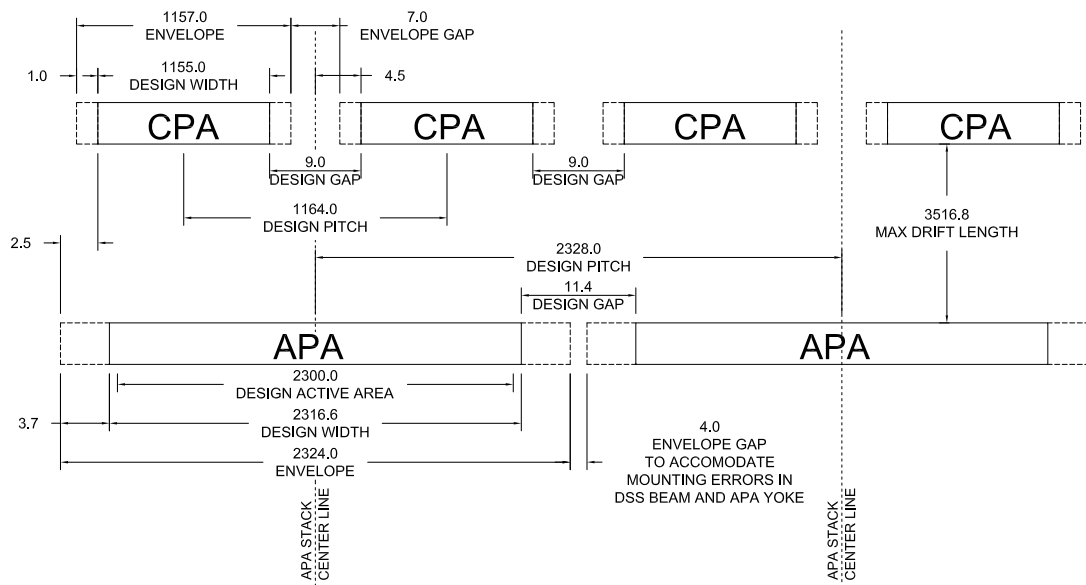 1157.0
ENVELOPE
7.0
ENVELOPE GAP
1.0
1155.0
DESIGN WIDTH
4.5
CPA
CPA
CPA
CPA
9.0
DESIGN GAP
9.0
DESIGN GAP
1164.0
DESIGN PITCH
3516.8
MAX DRIFT LENGTH
2.5
2328.0
DESIGN PITCH
11.4
DESIGN GAP
APA
APA
2300.0
DESIGN ACTIVE AREA
3.7
2316.6
DESIGN WIDTH
2324.0
ENVELOPE
4.0
ENVELOPE GAP
TO ACCOMODATE
MOUNTING ERRORS IN
DSS BEAM AND APA YOKE
APA STACK
CENTER LINE
APA STACK
CENTER LINE